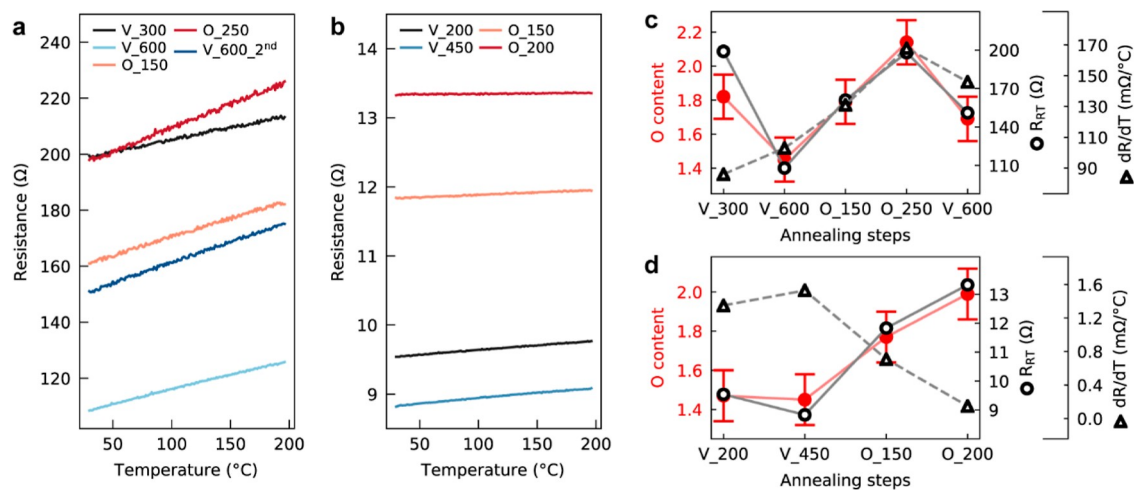 a
V_300
O_250
V_600
V_600_2nd
O_150
Resistance (Ω)
220
200
180
160
140
120
50
100
150
200
Temperature (°C)
b
V_200
O_150
V_450
O_200
Resistance (Ω)
14
13
12
11
10
9
50
100
150
200
Temperature (°C)
c
O content
2.2
2.0
1.8
1.6
1.4
V_300
V_600
O_150
O_250
V_600
Annealing steps
200
170
140
110
R_RT (Ω)
170
150
130
110
90
dR/dT (mΩ/°C)
d
O content
2.0
1.8
1.6
1.4
V_200
V_450
O_150
O_200
Annealing steps
13
12
11
10
9
R_RT (Ω)
1.6
1.2
0.8
0.4
0.0
dR/dT (mΩ/°C)